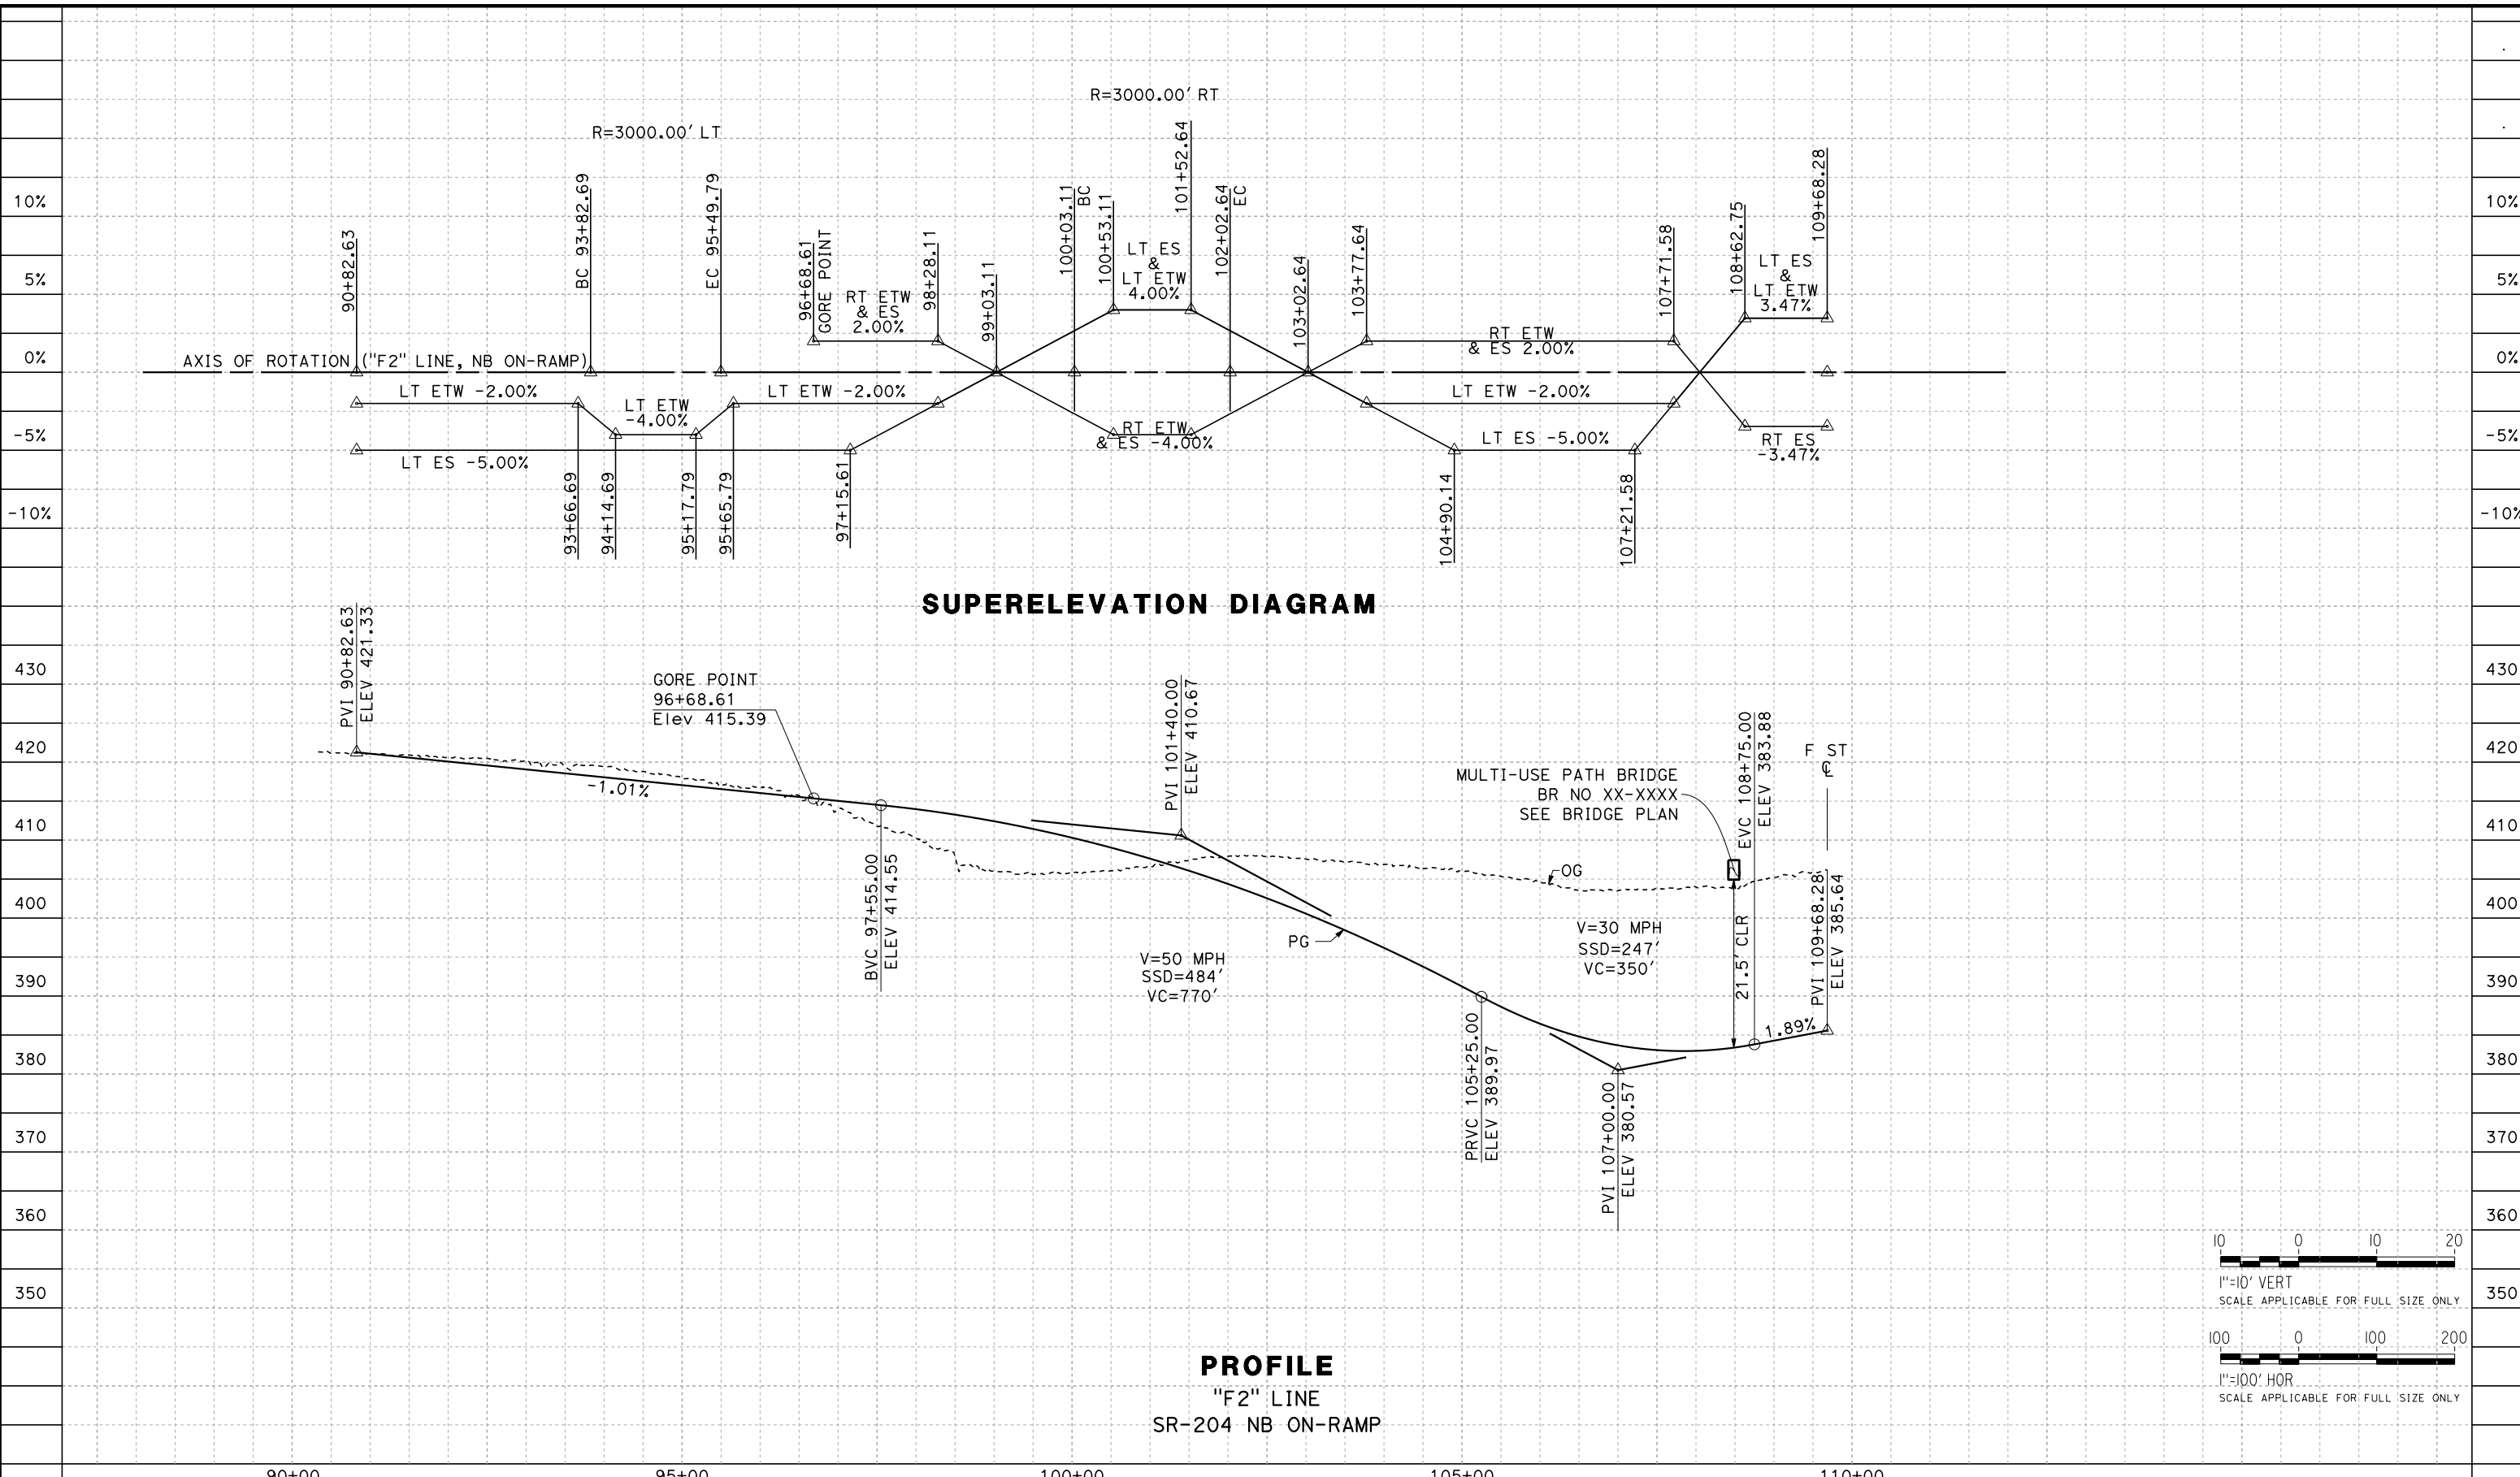 R=3000.00' RT
R=3000.00' LT
10%
5%
0%
-5%
-10%
90+82.63
BC 93+82.69
EC 95+49.79
96+68.61
GORE POINT
RT ETW
& ES
2.00%
98+28.11
99+03.11
100+03.11
BC
100+53.11
LT ES
&
LT ETW
4.00%
101+52.64
102+02.64
EC
103+02.64
103+77.64
RT ETW
& ES 2.00%
107+71.58
108+62.75
LT ES
&
LT ETW
3.47%
109+68.28
10%
5%
0%
-5%
-10%
AXIS OF ROTATION ("F2" LINE, NB ON-RAMP)
LT ETW -2.00%
LT ETW
-4.00%
LT ETW -2.00%
RT ETW
& ES -4.00%
LT ETW -2.00%
LT ES -5.00%
LT ES -5.00%
RT ES
-3.47%
93+66.69
94+14.69
95+17.79
95+65.79
97+15.61
104+90.14
107+21.58
SUPERELEVATION DIAGRAM
430
420
410
400
390
380
370
360
350
PVI 90+82.63
ELEV 421.33
GORE POINT
96+68.61
Elev 415.39
-1.01%
BVC 97+55.00
ELEV 414.55
PVI 101+40.00
ELEV 410.67
V=50 MPH
SSD=484'
VC=770'
PG
OG
MULTI-USE PATH BRIDGE
BR NO XX-XXXX
SEE BRIDGE PLAN
V=30 MPH
SSD=247'
VC=350'
PRVC 105+25.00
ELEV 389.97
PVI 107+00.00
ELEV 380.57
21.5' CLR
EVC 108+75.00
ELEV 383.88
F ST
℄
PVI 109+68.28
ELEV 385.64
1.89%
430
420
410
400
390
380
370
360
350
10 0 10 20
1"=10' VERT
SCALE APPLICABLE FOR FULL SIZE ONLY
100 0 100 200
1"=100' HOR
SCALE APPLICABLE FOR FULL SIZE ONLY
PROFILE
"F2" LINE
SR-204 NB ON-RAMP
90+00 95+00 100+00 105+00 110+00